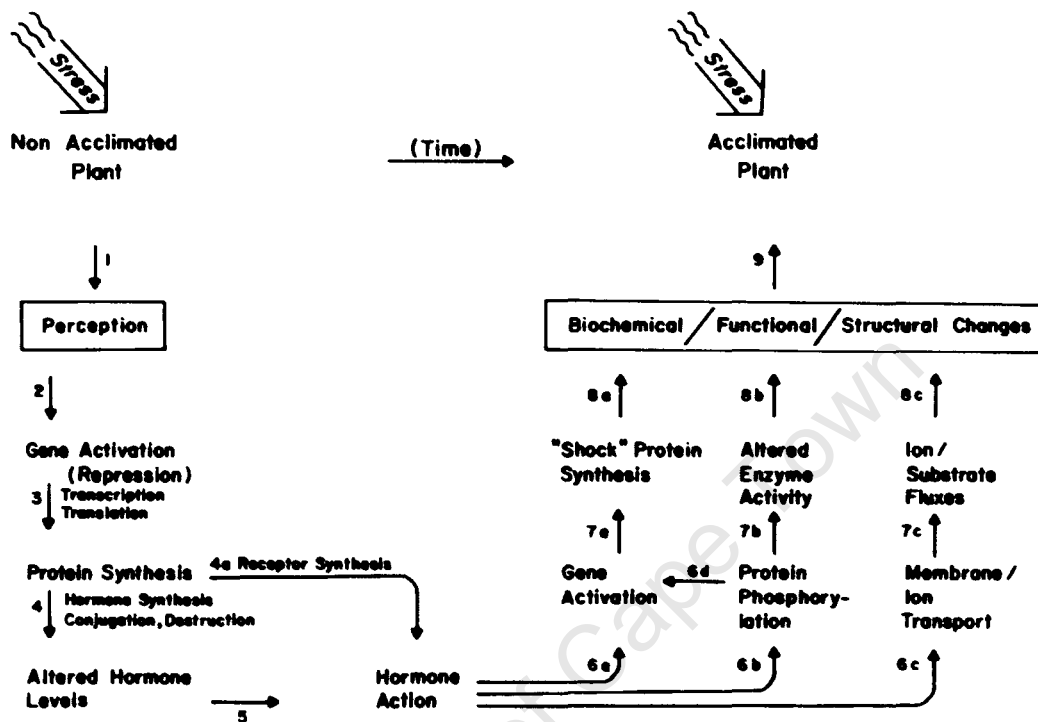 Stress
Non Acclimated
Plant
(Time)
Stress
Acclimated
Plant
1
Perception
2
Gene Activation
(Repression)
3
Transcription
Translation
Protein Synthesis
4a Receptor Synthesis
4
Hormone Synthesis
Conjugation, Destruction
Altered Hormone
Levels
5
Hormone
Action
9
Biochemical / Functional / Structural Changes
8a
8b
8c
"Shock" Protein
Synthesis
Altered
Enzyme
Activity
Ion /
Substrate
Fluxes
7a
7b
7c
Gene
Activation
6d
Protein
Phosphory-
lation
Membrane /
Ion
Transport
6a
6b
6c
Cape Town